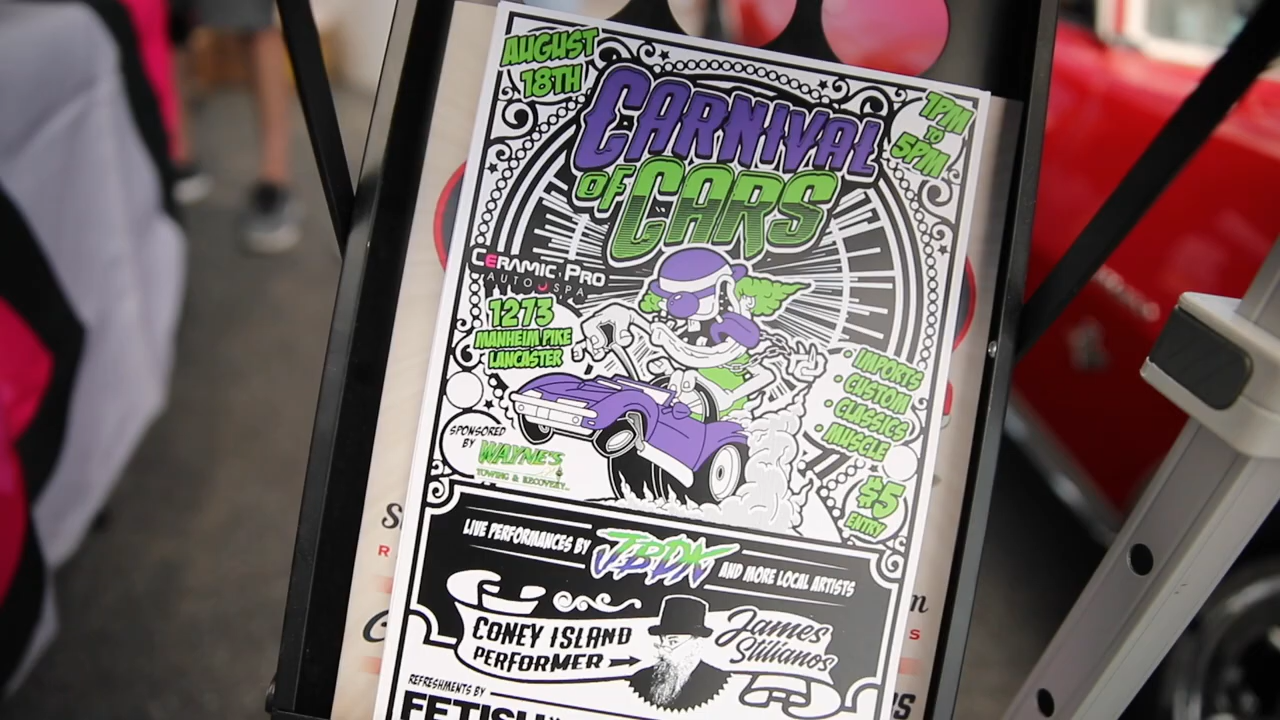 AUGUST
18TH
CARNIVAL
OF CARS
1PM
TO
5PM
CERAMIC PRO
AUTO SPA
1273
MANHEIM PIKE
LANCASTER
• IMPORTS
• CUSTOM
• CLASSICS
• MUSCLE
SPONSORED
BY
WAYNE'S
TOWING & RECOVERY
$5
ENTRY
LIVE PERFORMANCES BY JBDX AND MORE LOCAL ARTISTS
CONEY ISLAND
PERFORMER
James
Stilianos
REFRESHMENTS BY
FETISH